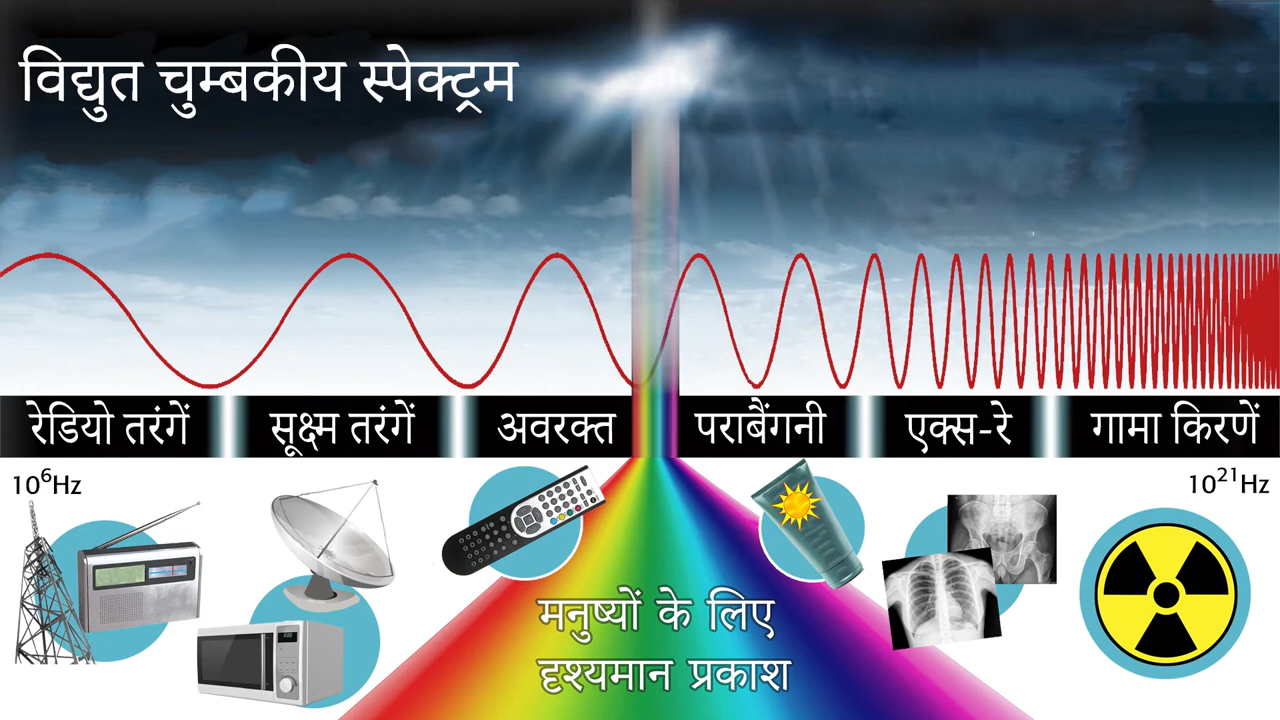 विद्युत चुम्बकीय स्पेक्ट्रम
रेडियो तरंगें
सूक्ष्म तरंगें
अवरक्त
पराबैंगनी
एक्स-रे
गामा किरणें
10⁶Hz
10²¹Hz
मनुष्यों के लिए
दृश्यमान प्रकाश